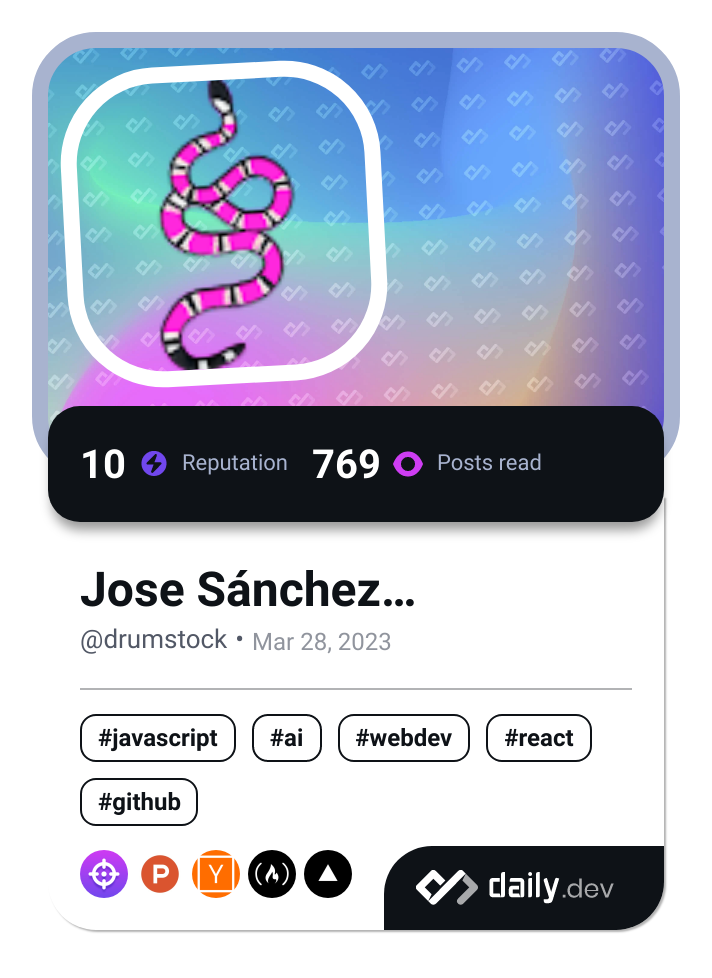 10 Reputation 769 Posts read
Jose Sánchez...
@drumstock • Mar 28, 2023
#javascript #ai #webdev #react
#github
P Y
daily.dev